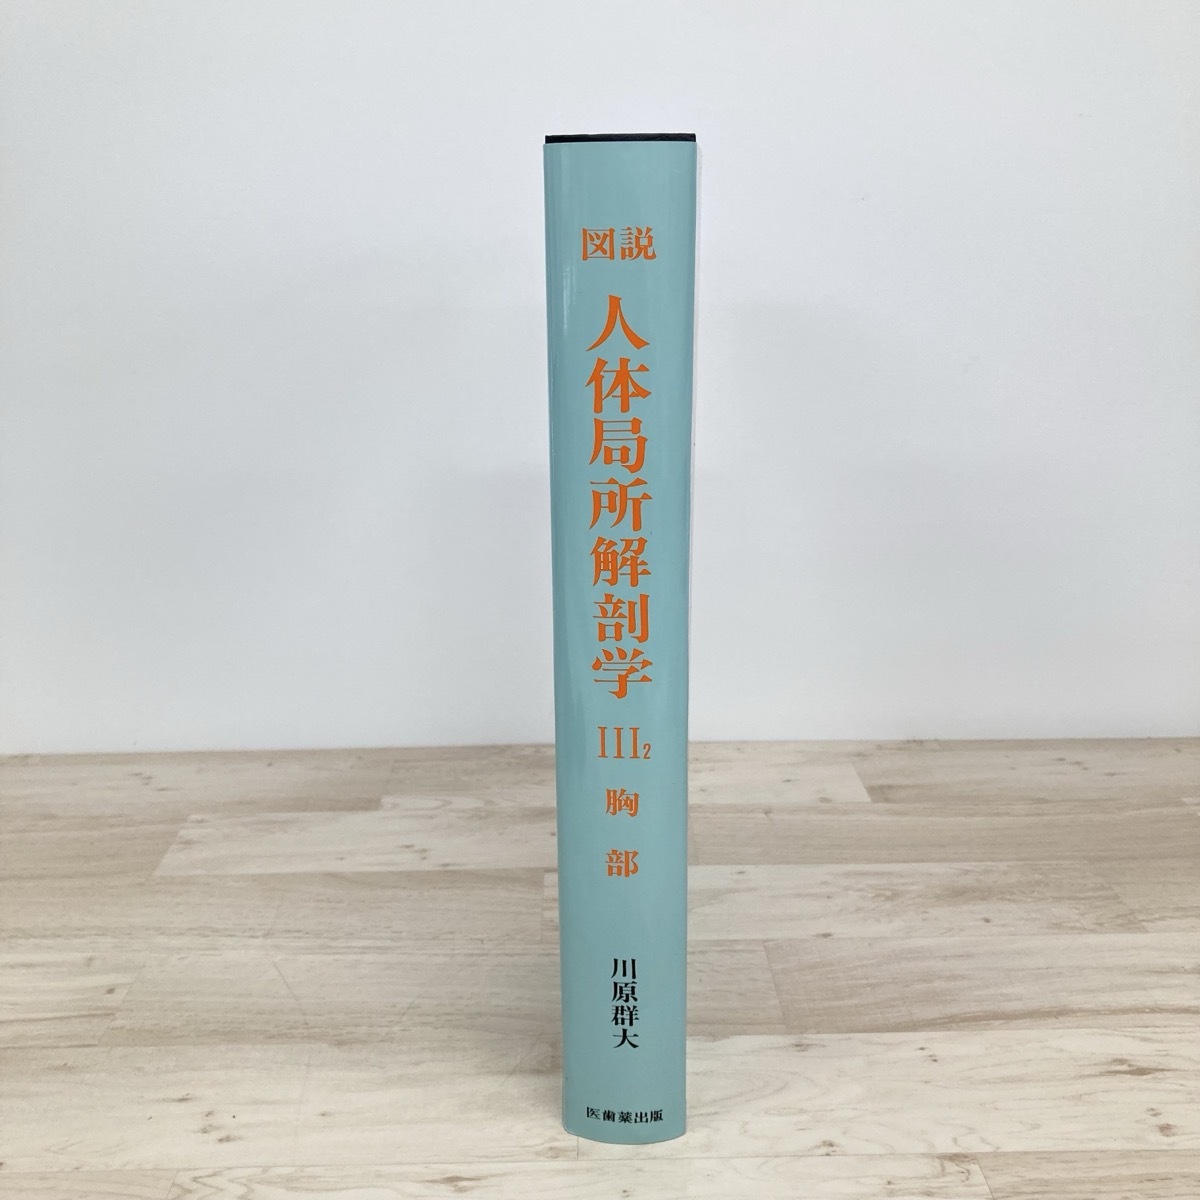 図説
人体局所解剖学
III2
胸部
川原群大
医歯薬出版